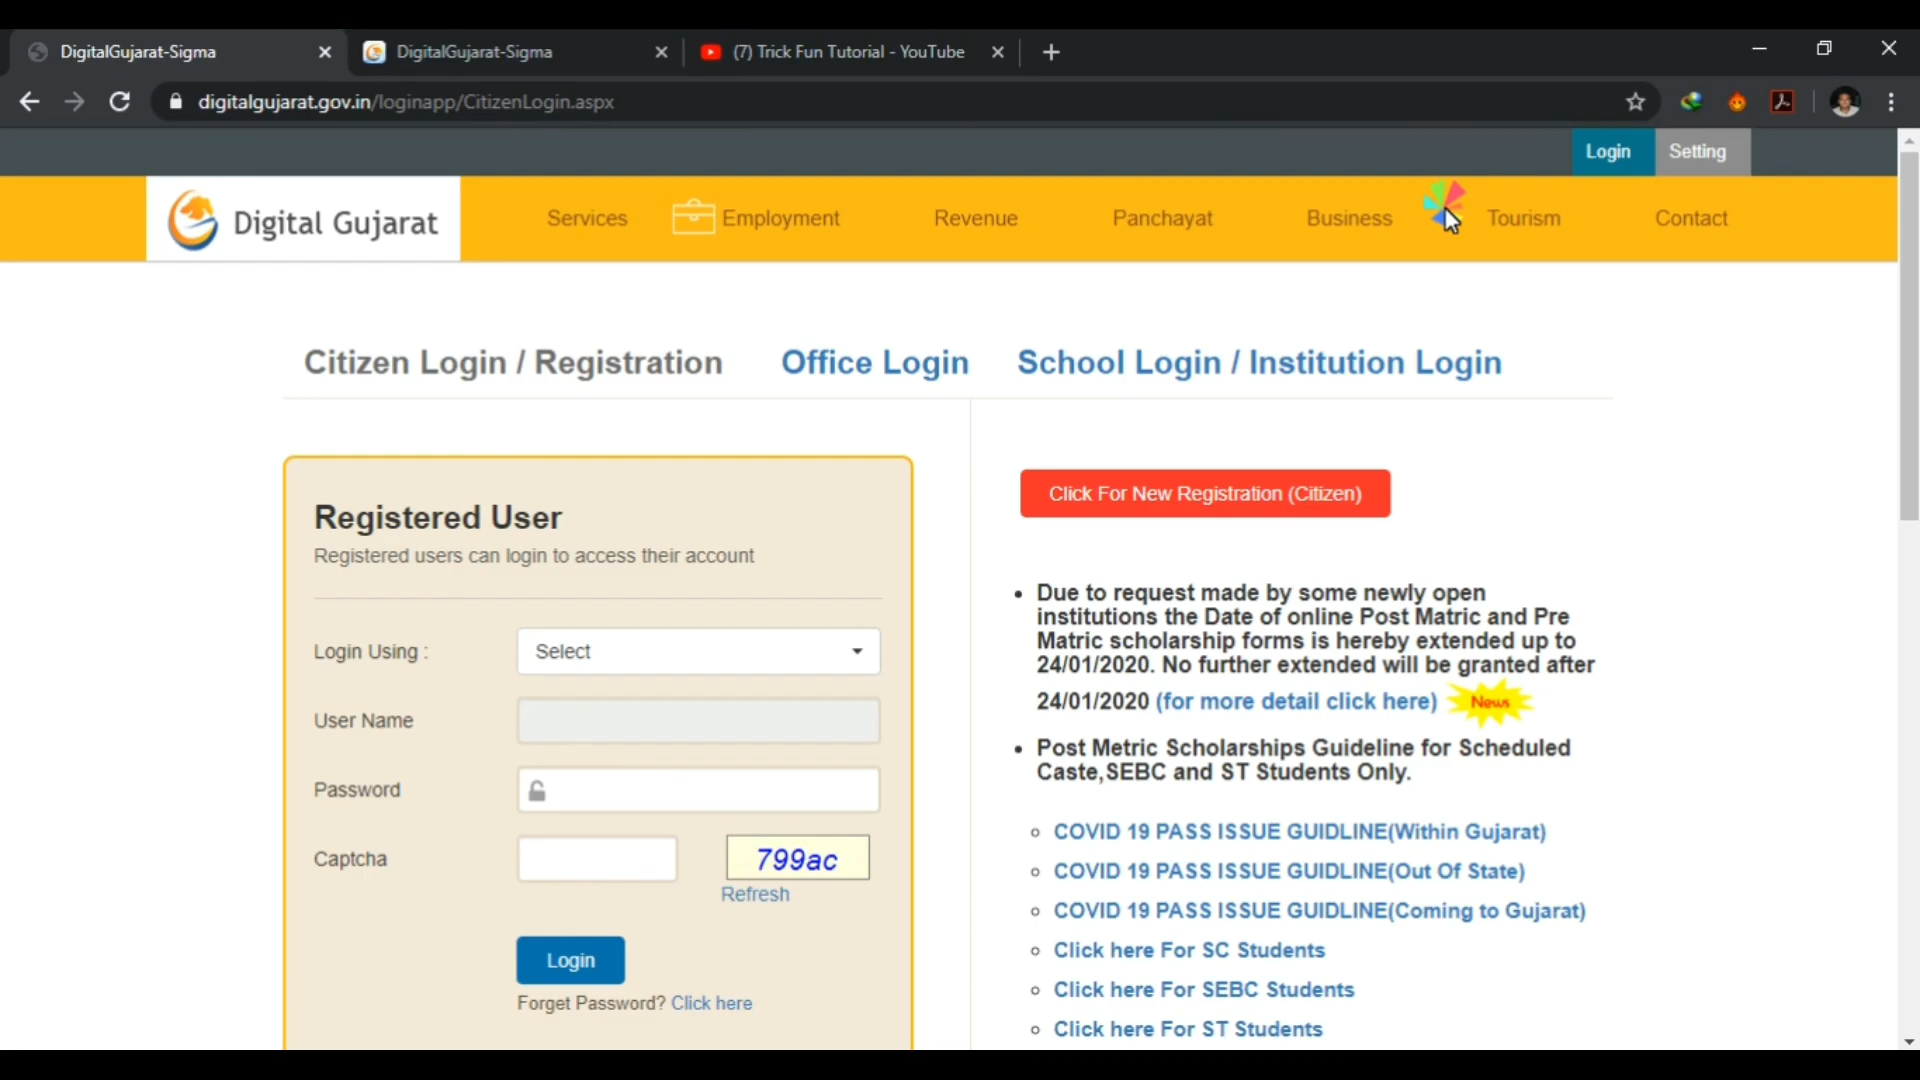 DigitalGujarat-Sigma
DigitalGujarat-Sigma
(7) Trick Fun Tutorial - YouTube
digitalgujarat.gov.in/loginapp/CitizenLogin.aspx
Login
Setting
Digital Gujarat
Services
Employment
Revenue
Panchayat
Business
Tourism
Contact
Citizen Login / Registration
Office Login
School Login / Institution Login
Registered User
Registered users can login to access their account
Login Using :
Select
User Name
Password
Captcha
799ac
Refresh
Login
Forget Password? Click here
Click For New Registration (Citizen)
Due to request made by some newly open
institutions the Date of online Post Matric and Pre
Matric scholarship forms is hereby extended up to
24/01/2020. No further extended will be granted after
24/01/2020 (for more detail click here)
News
Post Metric Scholarships Guideline for Scheduled
Caste,SEBC and ST Students Only.
COVID 19 PASS ISSUE GUIDLINE(Within Gujarat)
COVID 19 PASS ISSUE GUIDLINE(Out Of State)
COVID 19 PASS ISSUE GUIDLINE(Coming to Gujarat)
Click here For SC Students
Click here For SEBC Students
Click here For ST Students